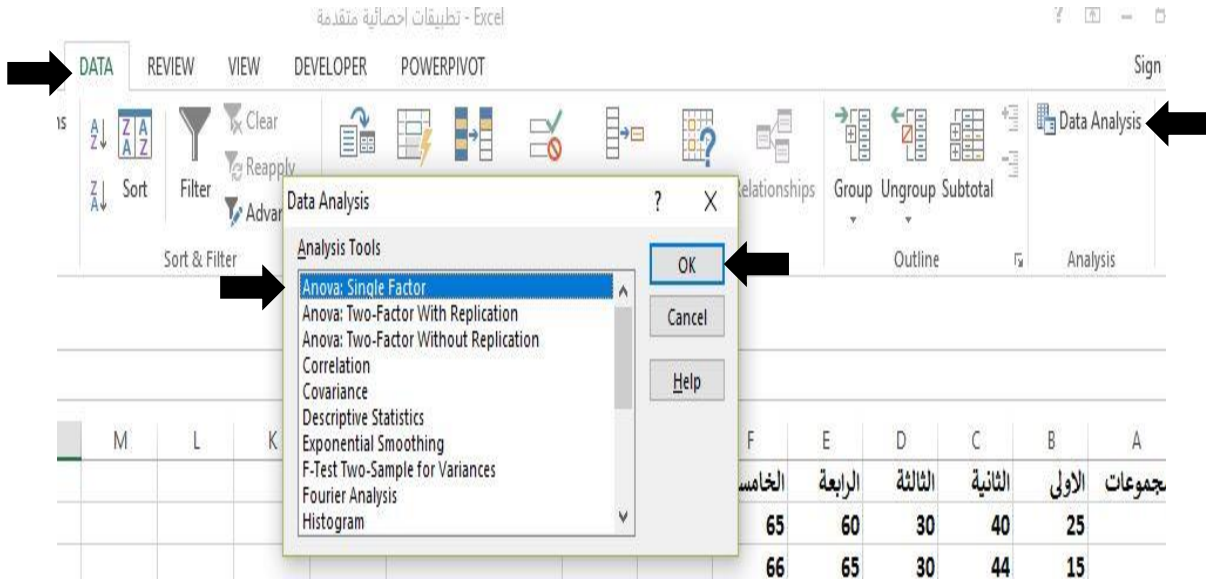 تطبيقات احصائية متقدمة - Excel
DATA REVIEW VIEW DEVELOPER POWERPIVOT Sign
Clear
Reapply
Sort Filter
Data Analysis
Relationships Group Ungroup Subtotal
Sort & Filter Outline Analysis
Data Analysis ? X
Analysis Tools
Anova: Single Factor
Anova: Two-Factor With Replication
Anova: Two-Factor Without Replication
Correlation
Covariance
Descriptive Statistics
Exponential Smoothing
F-Test Two-Sample for Variances
Fourier Analysis
Histogram
OK
Cancel
Help
M L K F E D C B A
الاولى الثانية الثالثة الرابعة
65 60 30 40 25
66 65 30 44 15